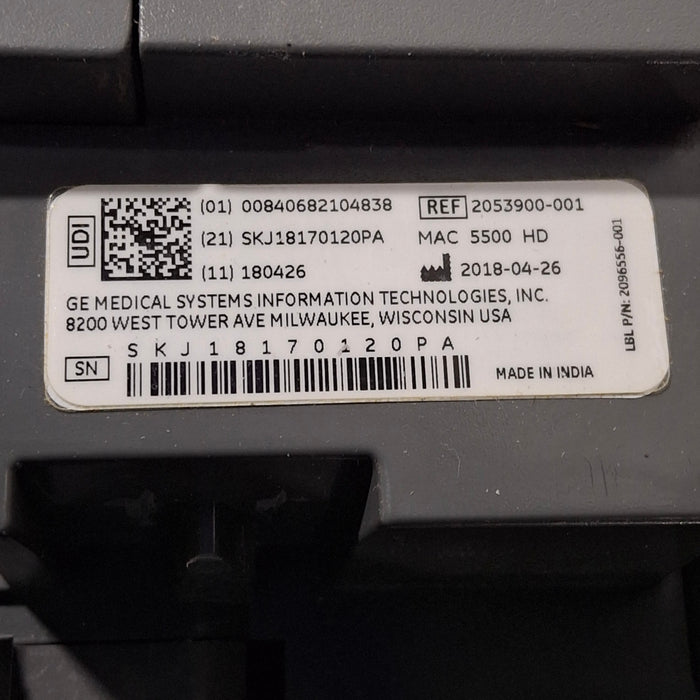 UDI
(01) 00840682104838
(21) SKJ18170120PA
(11) 180426
REF 2053900-001
MAC 5500 HD
2018-04-26
GE MEDICAL SYSTEMS INFORMATION TECHNOLOGIES, INC.
8200 WEST TOWER AVE MILWAUKEE, WISCONSIN USA
SN
SKJ18170120PA
MADE IN INDIA
LBL P/N: 2096556-001